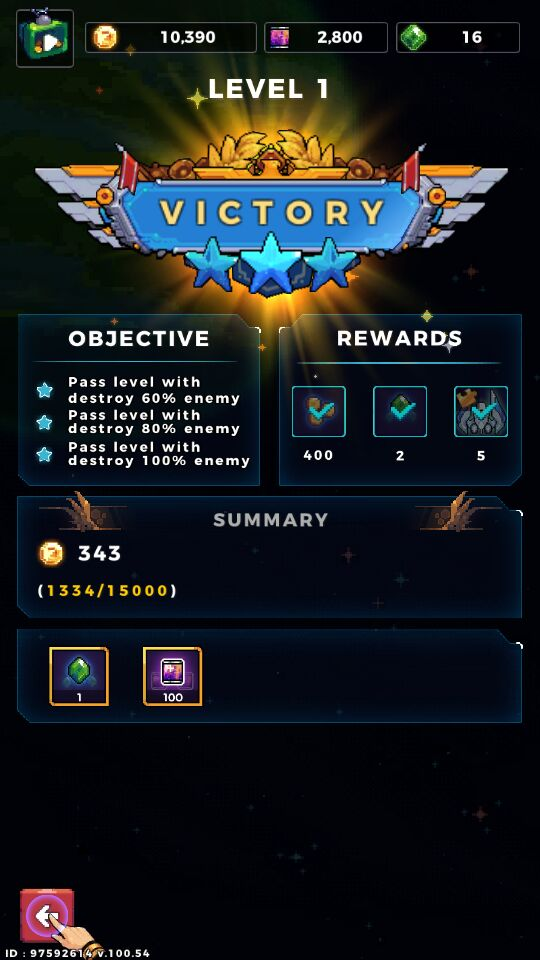 10,390
2,800
16
LEVEL 1
VICTORY
OBJECTIVE
Pass level with
destroy 60% enemy
Pass level with
destroy 80% enemy
Pass level with
destroy 100% enemy
REWARDS
400
2
5
SUMMARY
343
(1334/15000)
1
100
ID : 97592614 v.100.54